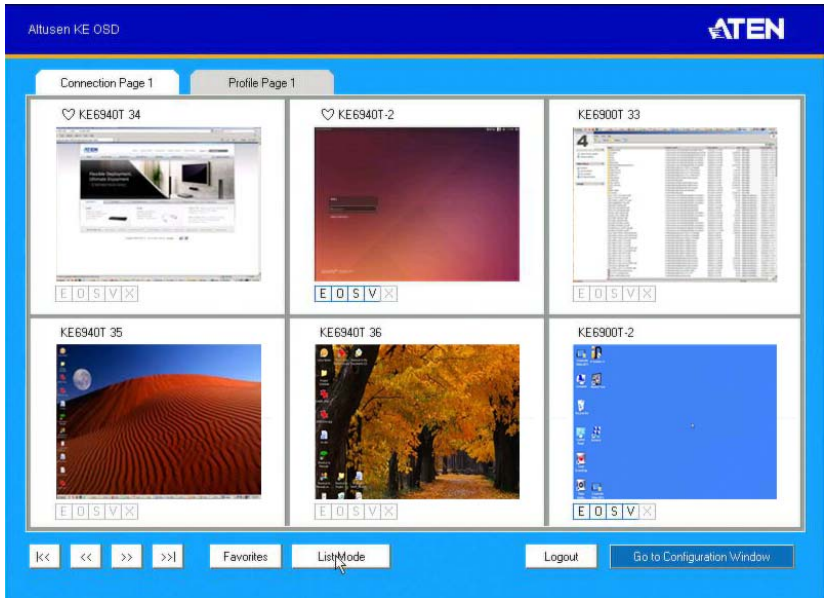 Altusen KE OSD
ATEN
Connection Page 1
Profile Page 1
KE6940T 34
KE6940T-2
KE6900T 33
E O S V X
E O S V X
E O S V X
KE6940T 35
KE6940T 36
KE6900T-2
E O S V X
E O S V X
E O S V X
|<<
<<
>>
>>|
Favorites
List Mode
Logout
Go to Configuration Window